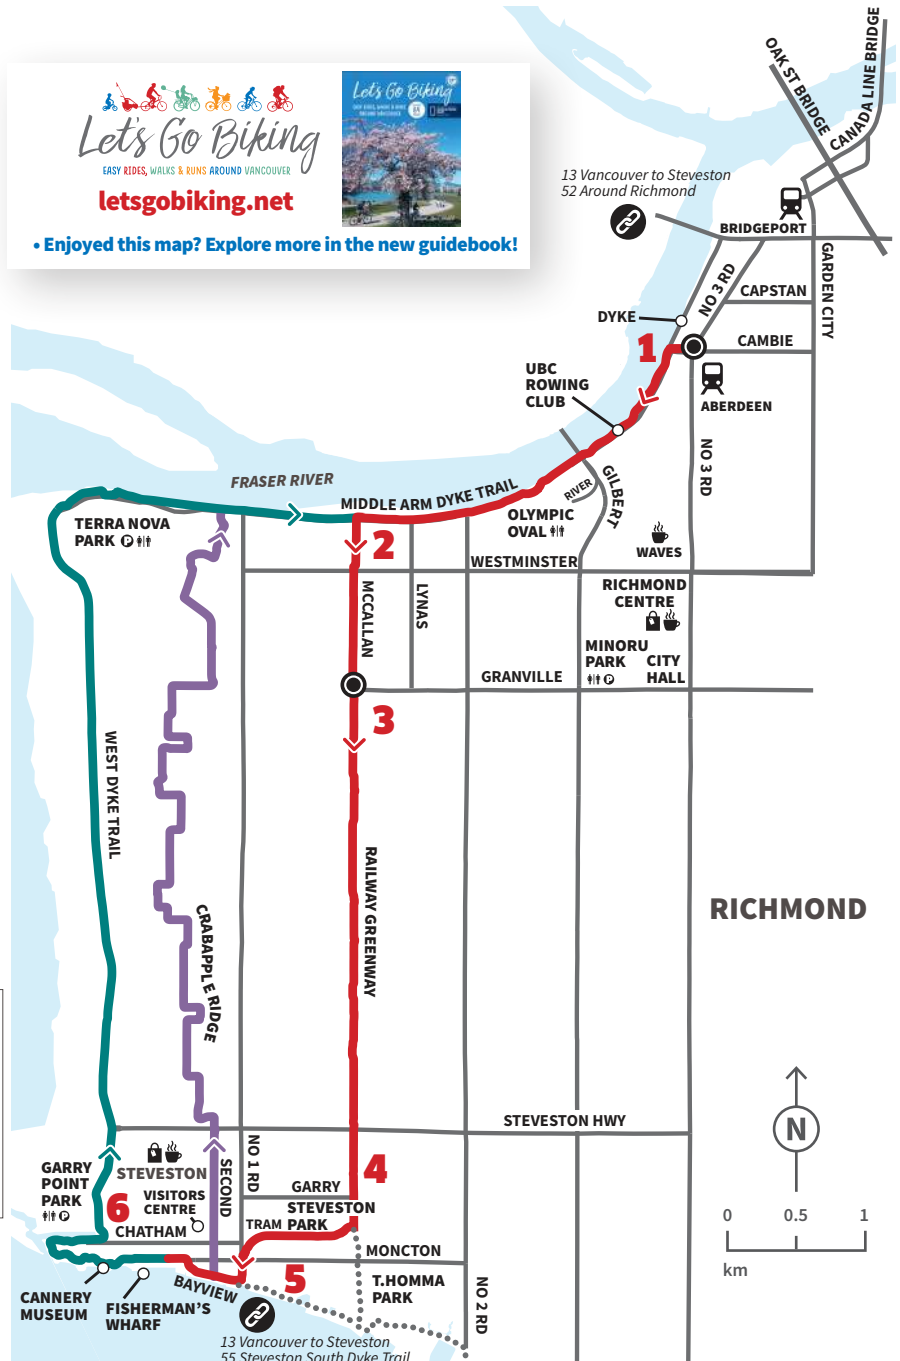 OAK ST BRIDGE
CANADA LINE BRIDGE
Let's Go Biking
EASY RIDES, WALKS & RUNS AROUND VANCOUVER
letsgobiking.net
Let's Go Biking
• Enjoyed this map? Explore more in the new guidebook!
13 Vancouver to Steveston
52 Around Richmond
BRIDGEPORT
GARDEN CITY
NO 3 RD
CAPSTAN
DYKE
CAMBIE
1
UBC
ROWING
CLUB
ABERDEEN
NO 3 RD
FRASER RIVER
MIDDLE ARM DYKE TRAIL
RIVER
GILBERT
OLYMPIC
OVAL
TERRA NOVA
PARK P
2
WAVES
WESTMINSTER
MCCALLAN
LYNAS
RICHMOND
CENTRE
MINORU
PARK
P
CITY
HALL
GRANVILLE
3
WEST DYKE TRAIL
RAILWAY GREENWAY
CRABAPPLE RIDGE
RICHMOND
STEVESTON HWY
N
NO 1 RD
SECOND
4
GARRY
POINT
PARK
P
STEVESTON
VISITORS
CENTRE
6
CHATHAM
GARRY
STEVESTON
PARK
TRAM
MONCTON
0 0.5 1
km
5
BAYVIEW
T.HOMMA
PARK
NO 2 RD
CANNERY
MUSEUM
FISHERMAN'S
WHARF
13 Vancouver to Steveston
55 Steveston South Dyke Trail